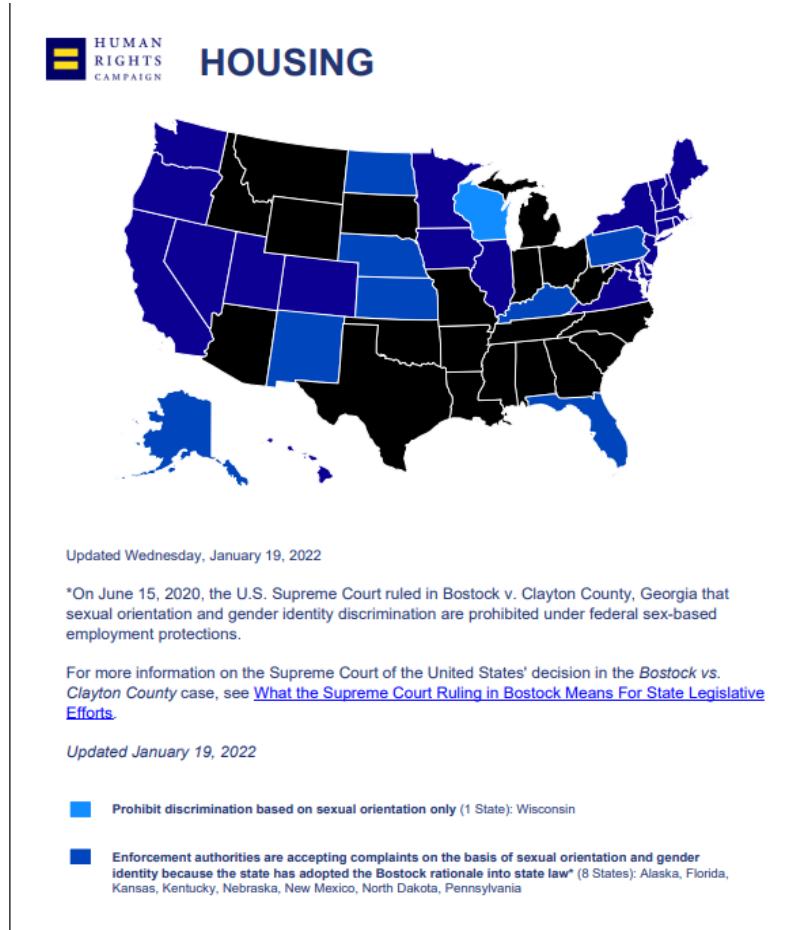 HUMAN
RIGHTS
CAMPAIGN
HOUSING
Updated Wednesday, January 19, 2022
*On June 15, 2020, the U.S. Supreme Court ruled in Bostock v. Clayton County, Georgia that
sexual orientation and gender identity discrimination are prohibited under federal sex-based
employment protections.
For more information on the Supreme Court of the United States' decision in the Bostock vs.
Clayton County case, see What the Supreme Court Ruling in Bostock Means For State Legislative
Efforts.
Updated January 19, 2022
Prohibit discrimination based on sexual orientation only (1 State): Wisconsin
Enforcement authorities are accepting complaints on the basis of sexual orientation and gender
identity because the state has adopted the Bostock rationale into state law* (8 States): Alaska, Florida,
Kansas, Kentucky, Nebraska, New Mexico, North Dakota, Pennsylvania